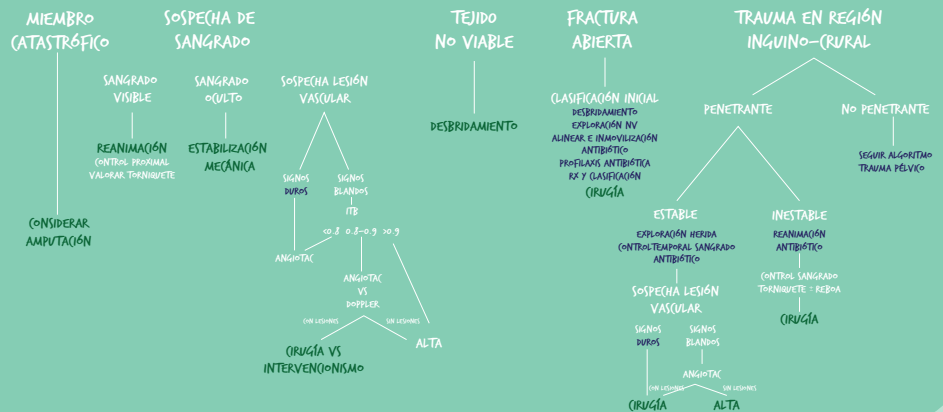 MIEMBRO
CATASTRÓFICO
CONSIDERAR
AMPUTACIÓN
SOSPECHA DE
SANGRADO
SANGRADO
VISIBLE
REANIMACIÓN
CONTROL PROXIMAL
VALORAR TORNIQUETE
SANGRADO
OCULTO
ESTABILIZACIÓN
MECÁNICA
SOSPECHA LESIÓN
VASCULAR
SIGNOS
DUROS
SIGNOS
BLANDOS
ITB
<0.8 0.8-0.9 >0.9
ANGIOTAC
ANGIOTAC
VS
DOPPLER
CON LESIONES
SIN LESIONES
CIRUGÍA VS
INTERVENCIONISMO
ALTA
TEJIDO
NO VIABLE
DESBRIDAMIENTO
FRACTURA
ABIERTA
CLASIFICACIÓN INICIAL
DESBRIDAMIENTO
EXPLORACIÓN NV
ALINEAR E INMOVILIZACIÓN
ANTIBIÓTICO
PROFILAXIS ANTIBIÓTICA
RX Y CLASIFICACIÓN
CIRUGÍA
TRAUMA EN REGIÓN
INGUINO-CRURAL
PENETRANTE
ESTABLE
EXPLORACIÓN HERIDA
CONTROLTEMPORAL SANGRADO
ANTIBIÓTICO
SOSPECHA LESIÓN
VASCULAR
SIGNOS
DUROS
SIGNOS
BLANDOS
ANGIOTAC
CON LESIONES
SIN LESIONES
CIRUGÍA
ALTA
INESTABLE
REANIMACIÓN
ANTIBIÓTICO
CONTROL SANGRADO
TORNIQUETE - REBOA
CIRUGÍA
NO PENETRANTE
SEGUIR ALGORITMO
TRAUMA PÉLVICO